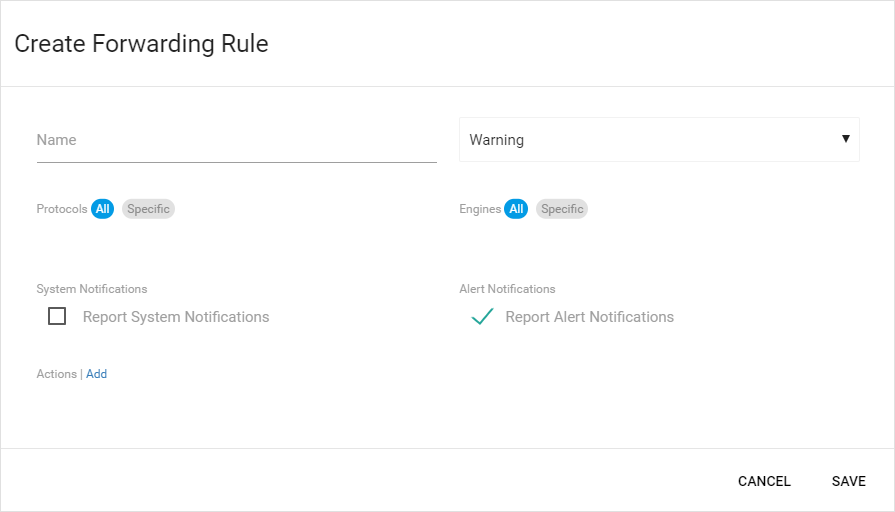 Create Forwarding Rule
Name
Warning
Protocols All Specific
Engines All Specific
System Notifications
Alert Notifications
Report System Notifications
Report Alert Notifications
Actions | Add
CANCEL SAVE